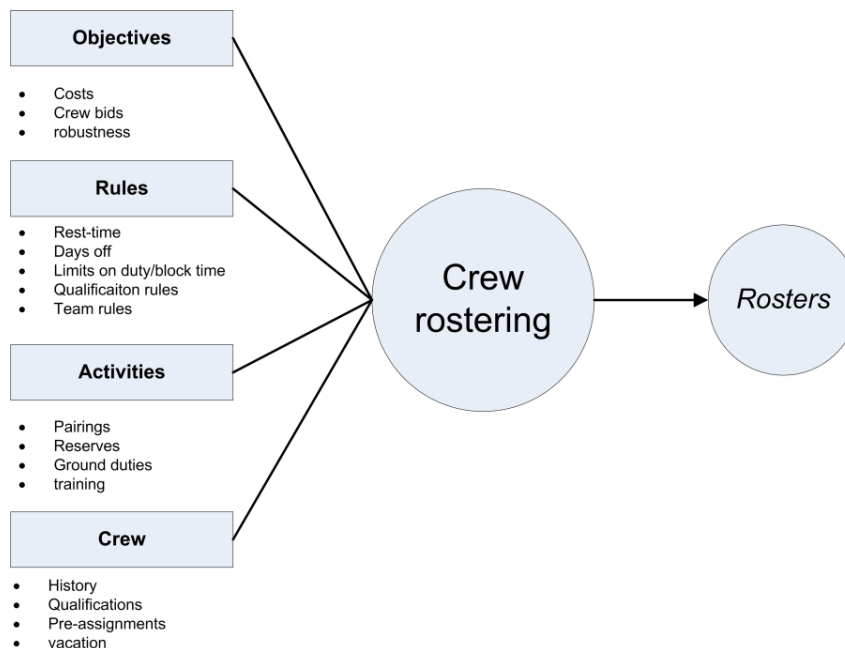 Objectives
• Costs
• Crew bids
• robustness
Rules
• Rest-time
• Days off
• Limits on duty/block time
• Qualificaiton rules
• Team rules
Activities
• Pairings
• Reserves
• Ground duties
• training
Crew
• History
• Qualifications
• Pre-assignments
• vacation
Crew
rostering
Rosters